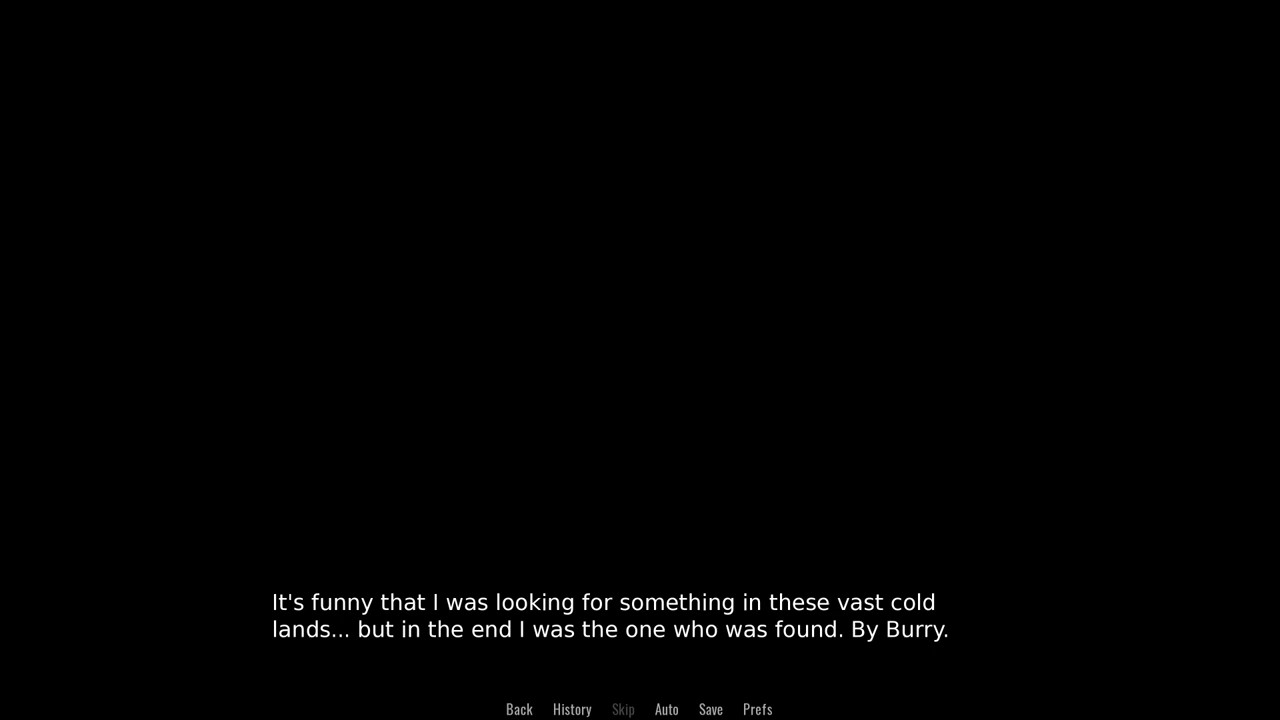 It's funny that I was looking for something in these vast cold
lands... but in the end I was the one who was found. By Burry.
Back History Skip Auto Save Prefs